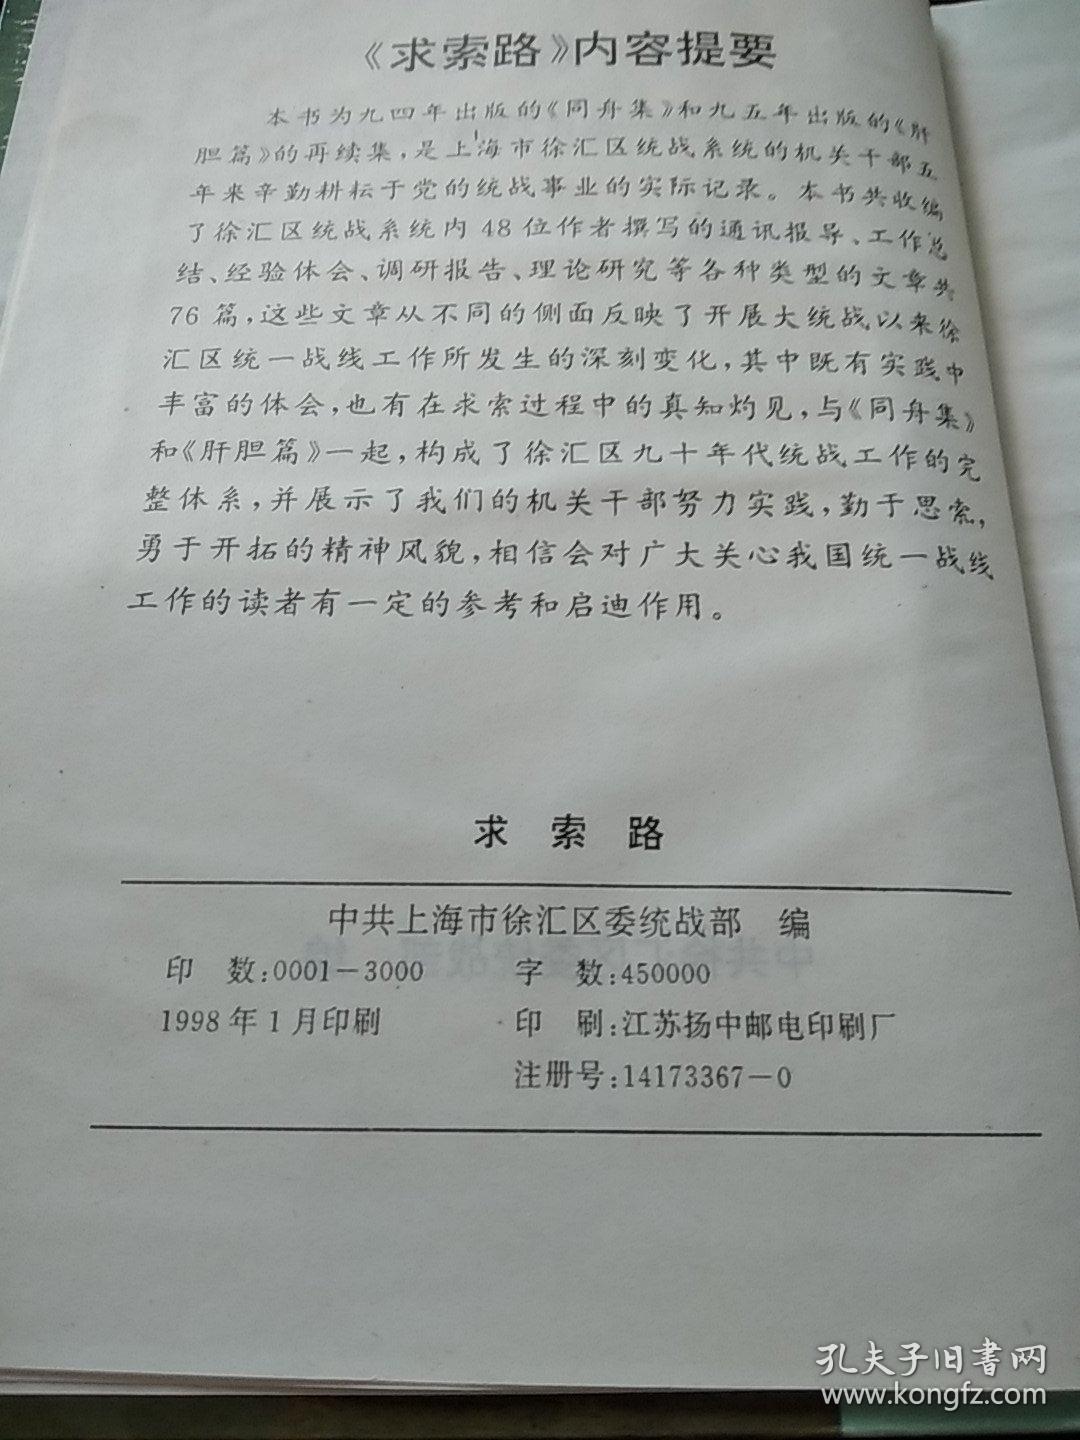 《求索路》内容提要
本书为九四年出版的《同舟集》和九五年出版的《肝
胆篇》的再续集，是上海市徐汇区统战系统的机关干部五
年来辛勤耕耘于党的统战事业的实际记录。本书共收编
了徐汇区统战系统内48位作者撰写的通讯报导、工作总
结、经验体会、调研报告、理论研究等各种类型的文章共
76篇，这些文章从不同的侧面反映了开展大统战以来徐
汇区统一战线工作所发生的深刻变化，其中既有实践中
丰富的体会，也有在求索过程中的真知灼见，与《同舟集》
和《肝胆篇》一起，构成了徐汇区九十年代统战工作的完
整体系，并展示了我们的机关干部努力实践，勤于思索，
勇于开拓的精神风貌，相信会对广大关心我国统一战线
工作的读者有一定的参考和启迪作用。
求 索 路
中共上海市徐汇区委统战部 编
印 数：0001－3000 字 数：450000
1998年1月印刷 印 刷：江苏扬中邮电印刷厂
注册号：14173367－0
孔夫子旧書网
www.kongfz.com